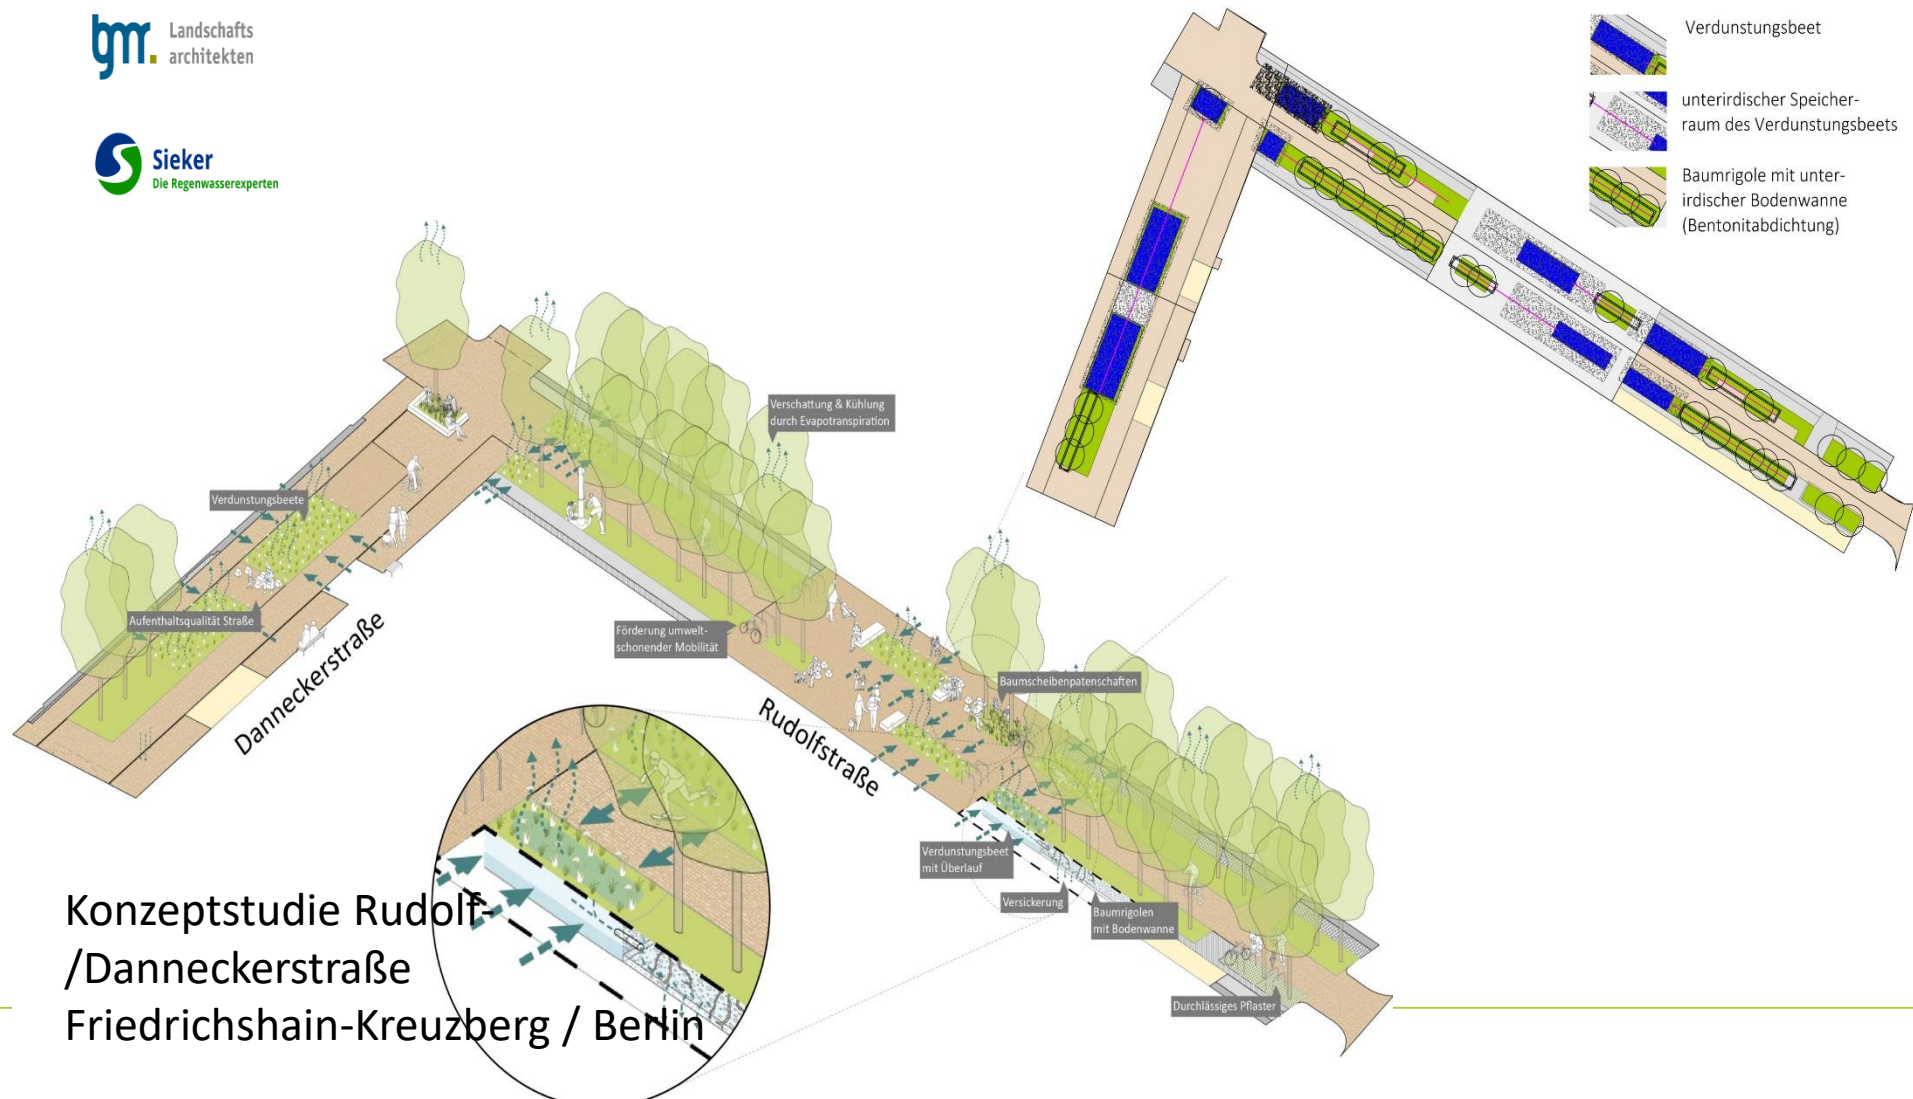 bgmr.
Landschafts
architekten
Sieker
Die Regenwasserexperten
Verdunstungsbeet
unterirdischer Speicher-
raum des Verdunstungsbeets
Baumrigole mit unter-
irdischer Bodenwanne
(Bentonitabdichtung)
Verschattung & Kühlung
durch Evapotranspiration
Verdunstungsbeete
Aufenthaltsqualität Straße
Förderung umwelt-
schonender Mobilität
Baumscheibenpatenschaften
Danneckerstraße
Rudolfstraße
Verdunstungsbeet
mit Überlauf
Versickerung
Baumrigolen
mit Bodenwanne
Durchlässiges Pflaster
Konzeptstudie Rudolf-
/Danneckerstraße
Friedrichshain-Kreuzberg / Berlin